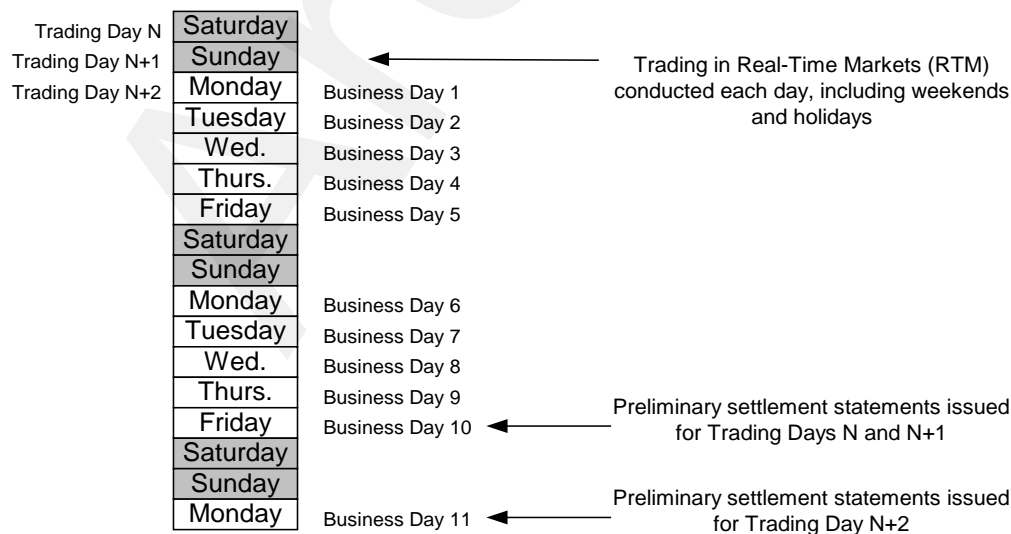 Trading Day N Saturday
Trading Day N+1 Sunday
Trading in Real-Time Markets (RTM)
conducted each day, including weekends
and holidays
Trading Day N+2 Monday Business Day 1
Tuesday Business Day 2
Wed. Business Day 3
Thurs. Business Day 4
Friday Business Day 5
Saturday
Sunday
Monday Business Day 6
Tuesday Business Day 7
Wed. Business Day 8
Thurs. Business Day 9
Friday Business Day 10
Preliminary settlement statements issued
for Trading Days N and N+1
Saturday
Sunday
Monday Business Day 11
Preliminary settlement statements issued
for Trading Day N+2